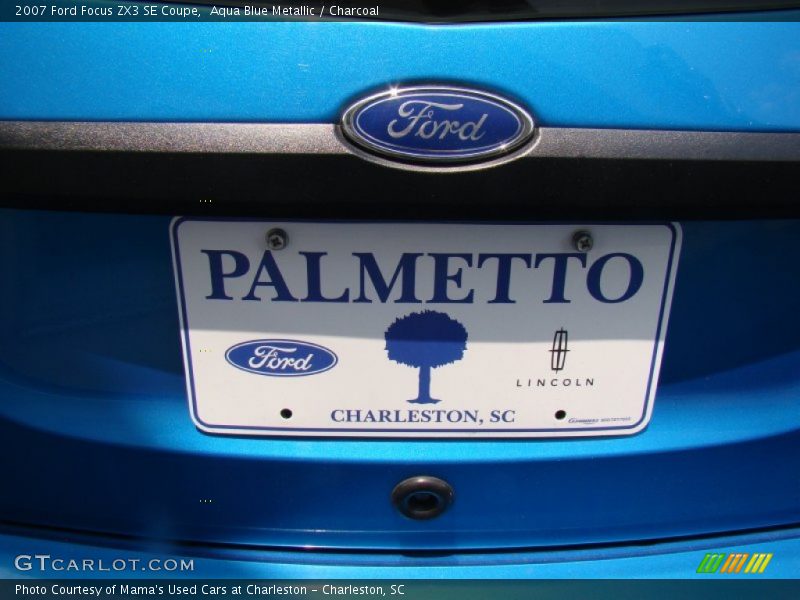 2007 Ford Focus ZX3 SE Coupe,  Aqua Blue Metallic / Charcoal
Ford
PALMETTO
Ford
LINCOLN
CHARLESTON, SC
GTCARLOT.COM
Photo Courtesy of Mama's Used Cars at Charleston - Charleston, SC